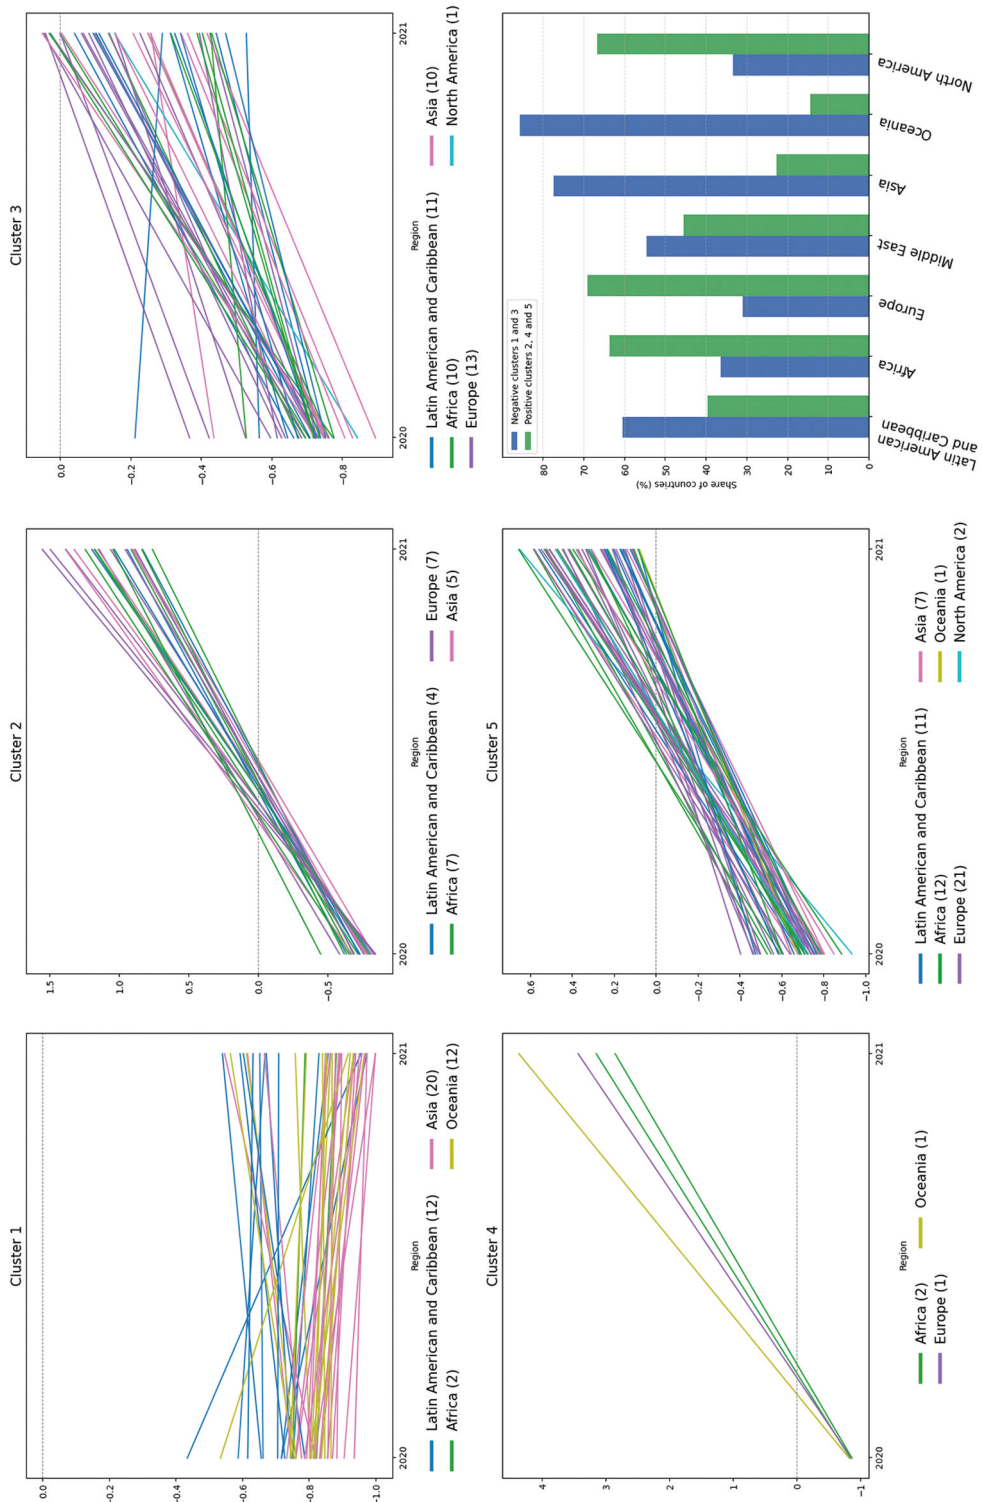 Cluster 1
0.0
−0.2
−0.4
−0.6
−0.8
−1.0
2020
2021
Region
Latin American and Caribbean (12)
Africa (2)
Asia (20)
Oceania (12)
Cluster 2
1.5
1.0
0.5
0.0
−0.5
2020
2021
Region
Latin American and Caribbean (4)
Africa (7)
Europe (7)
Asia (5)
Cluster 3
0.0
−0.2
−0.4
−0.6
−0.8
2020
2021
Region
Latin American and Caribbean (11)
Africa (10)
Europe (13)
Asia (10)
North America (1)
Cluster 4
4
3
2
1
0
−1
2020
2021
Region
Africa (2)
Europe (1)
Oceania (1)
Cluster 5
0.6
0.4
0.2
0.0
−0.2
−0.4
−0.6
−0.8
−1.0
2020
2021
Region
Latin American and Caribbean (11)
Africa (12)
Europe (21)
Asia (7)
Oceania (1)
North America (2)
Negative clusters 1 and 3
Positive clusters 2, 4 and 5
Share of countries (%)
80
70
60
50
40
30
20
10
0
Latin American
and Caribbean
Africa
Europe
Middle East
Asia
Oceania
North America